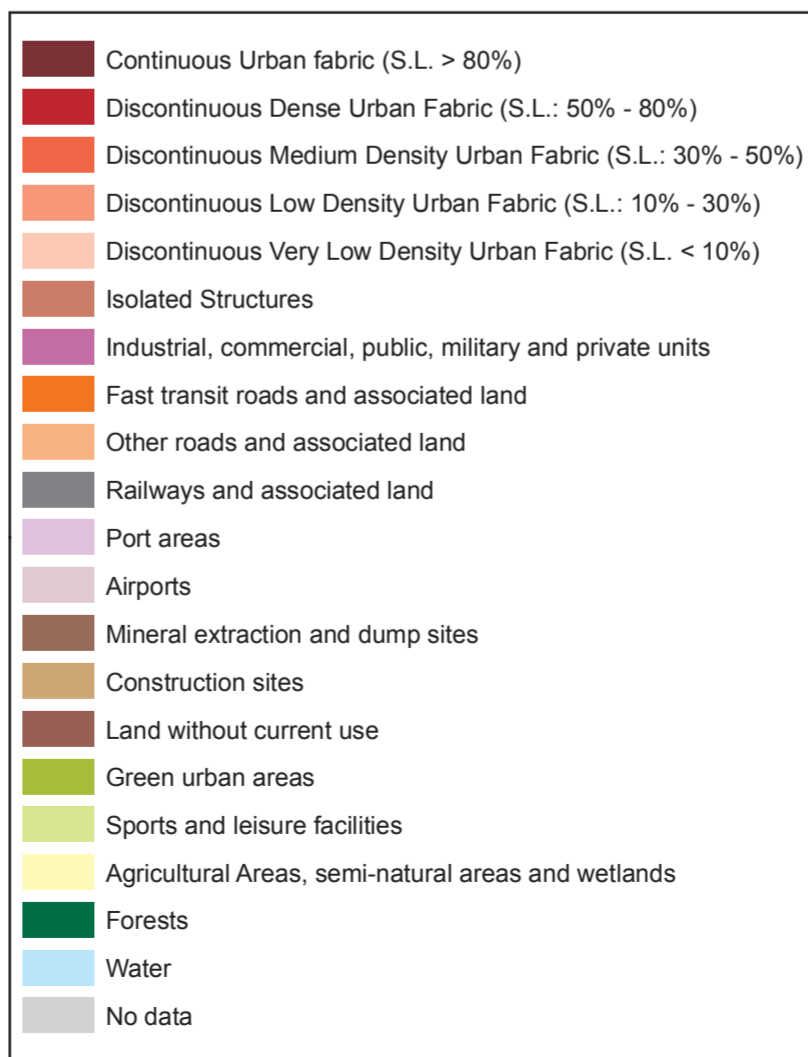 Continuous Urban fabric (S.L. > 80%)
Discontinuous Dense Urban Fabric (S.L.: 50% - 80%)
Discontinuous Medium Density Urban Fabric (S.L.: 30% - 50%)
Discontinuous Low Density Urban Fabric (S.L.: 10% - 30%)
Discontinuous Very Low Density Urban Fabric (S.L. < 10%)
Isolated Structures
Industrial, commercial, public, military and private units
Fast transit roads and associated land
Other roads and associated land
Railways and associated land
Port areas
Airports
Mineral extraction and dump sites
Construction sites
Land without current use
Green urban areas
Sports and leisure facilities
Agricultural Areas, semi-natural areas and wetlands
Forests
Water
No data